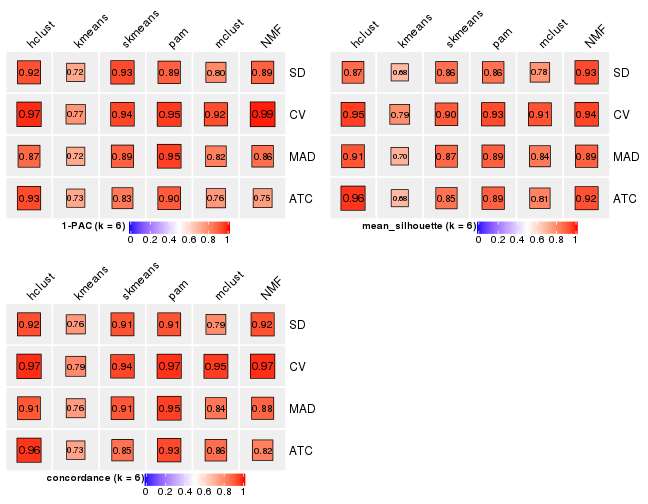 hclust kmeans skmeans pam mclust NMF
0.92 0.72 0.93 0.89 0.80 0.89 SD
0.97 0.77 0.94 0.95 0.92 0.99 CV
0.87 0.72 0.89 0.95 0.82 0.86 MAD
0.93 0.73 0.83 0.90 0.76 0.75 ATC
1-PAC (k = 6)
0 0.2 0.4 0.6 0.8 1
hclust kmeans skmeans pam mclust NMF
0.87 0.68 0.86 0.86 0.78 0.93 SD
0.95 0.79 0.90 0.93 0.91 0.94 CV
0.91 0.70 0.87 0.89 0.84 0.89 MAD
0.96 0.68 0.85 0.89 0.81 0.92 ATC
mean_silhouette (k = 6)
0 0.2 0.4 0.6 0.8 1
hclust kmeans skmeans pam mclust NMF
0.92 0.76 0.91 0.91 0.79 0.92 SD
0.97 0.79 0.94 0.97 0.95 0.97 CV
0.91 0.76 0.91 0.95 0.84 0.88 MAD
0.96 0.73 0.85 0.93 0.86 0.82 ATC
concordance (k = 6)
0 0.2 0.4 0.6 0.8 1